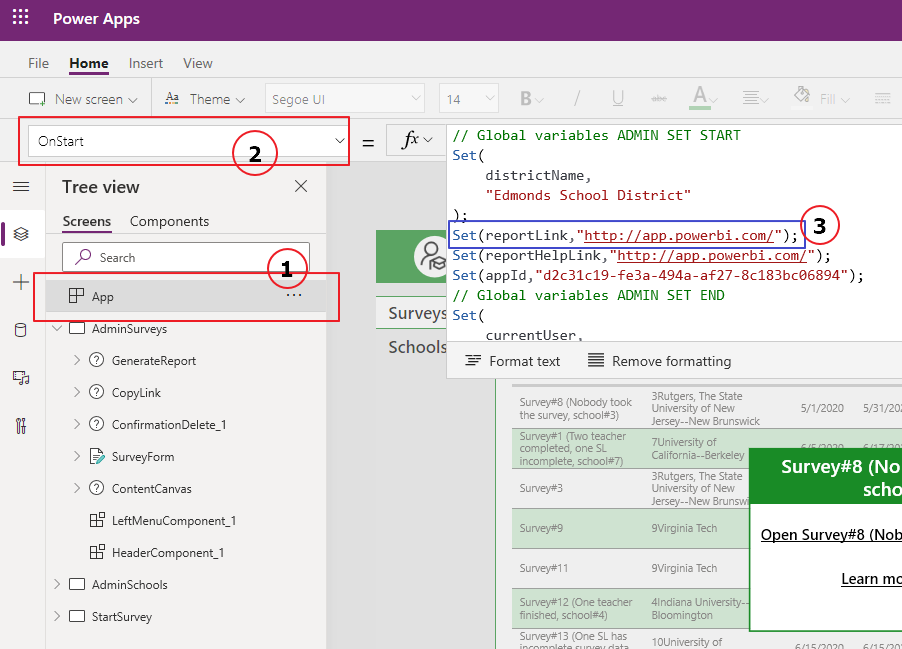 Power Apps
File Home Insert View
New screen Theme Segoe UI 14 B / U abc A Fill
OnStart = fx
2
// Global variables ADMIN SET START
Set(
districtName,
"Edmonds School District"
);
Set(reportLink,"http://app.powerbi.com/");
3
Set(reportHelpLink,"http://app.powerbi.com/");
Set(appId,"d2c31c19-fe3a-494a-af27-8c183bc06894");
// Global variables ADMIN SET END
Set(
currentUser,
Format text Remove formatting
Tree view
Screens Components
Search
1
App ...
AdminSurveys
GenerateReport
CopyLink
ConfirmationDelete_1
SurveyForm
ContentCanvas
LeftMenuComponent_1
HeaderComponent_1
AdminSchools
StartSurvey
Surveys
Schools
Survey#8 (Nobody took
the survey, school#3)
3Rutgers, The State
University of New
Jersey--New Brunswick
5/1/2020
5/31/202
Survey#1 (Two teacher
completed, one SL
incomplete, school#7)
7University of
California--Berkeley
6/5/2020
6/17/202
Survey#3
3Rutgers, The State
University of New
Jersey--New Brunsw
Survey#9
9Virginia Tech
Survey#11
9Virginia Tech
Survey#12 (One teacher
finished, school#4)
4Indiana University--
Bloomington
Survey#13 (One SL has
incomplete survey data
10University of
6/15/2020
6/15/202
Survey#8 (No
scho
Open Survey#8 (Nob
Learn mo